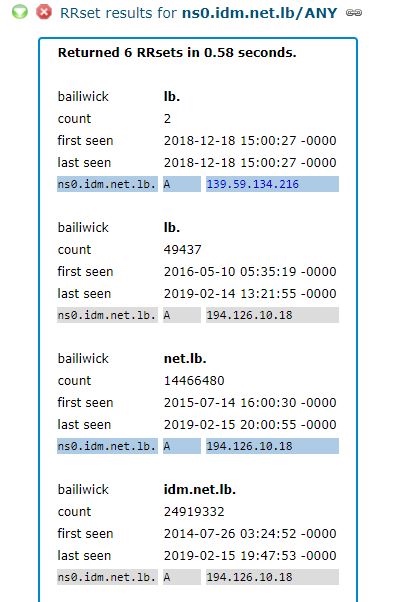 RRset results for ns0.idm.net.lb/ANY
Returned 6 RRsets in 0.58 seconds.
bailiwick lb.
count 2
first seen 2018-12-18 15:00:27 -0000
last seen 2018-12-18 15:00:27 -0000
ns0.idm.net.lb. A 139.59.134.216
bailiwick lb.
count 49437
first seen 2016-05-10 05:35:19 -0000
last seen 2019-02-14 13:21:55 -0000
ns0.idm.net.lb. A 194.126.10.18
bailiwick net.lb.
count 14466480
first seen 2015-07-14 16:00:30 -0000
last seen 2019-02-15 20:00:55 -0000
ns0.idm.net.lb. A 194.126.10.18
bailiwick idm.net.lb.
count 24919332
first seen 2014-07-26 03:24:52 -0000
last seen 2019-02-15 19:47:53 -0000
ns0.idm.net.lb. A 194.126.10.18